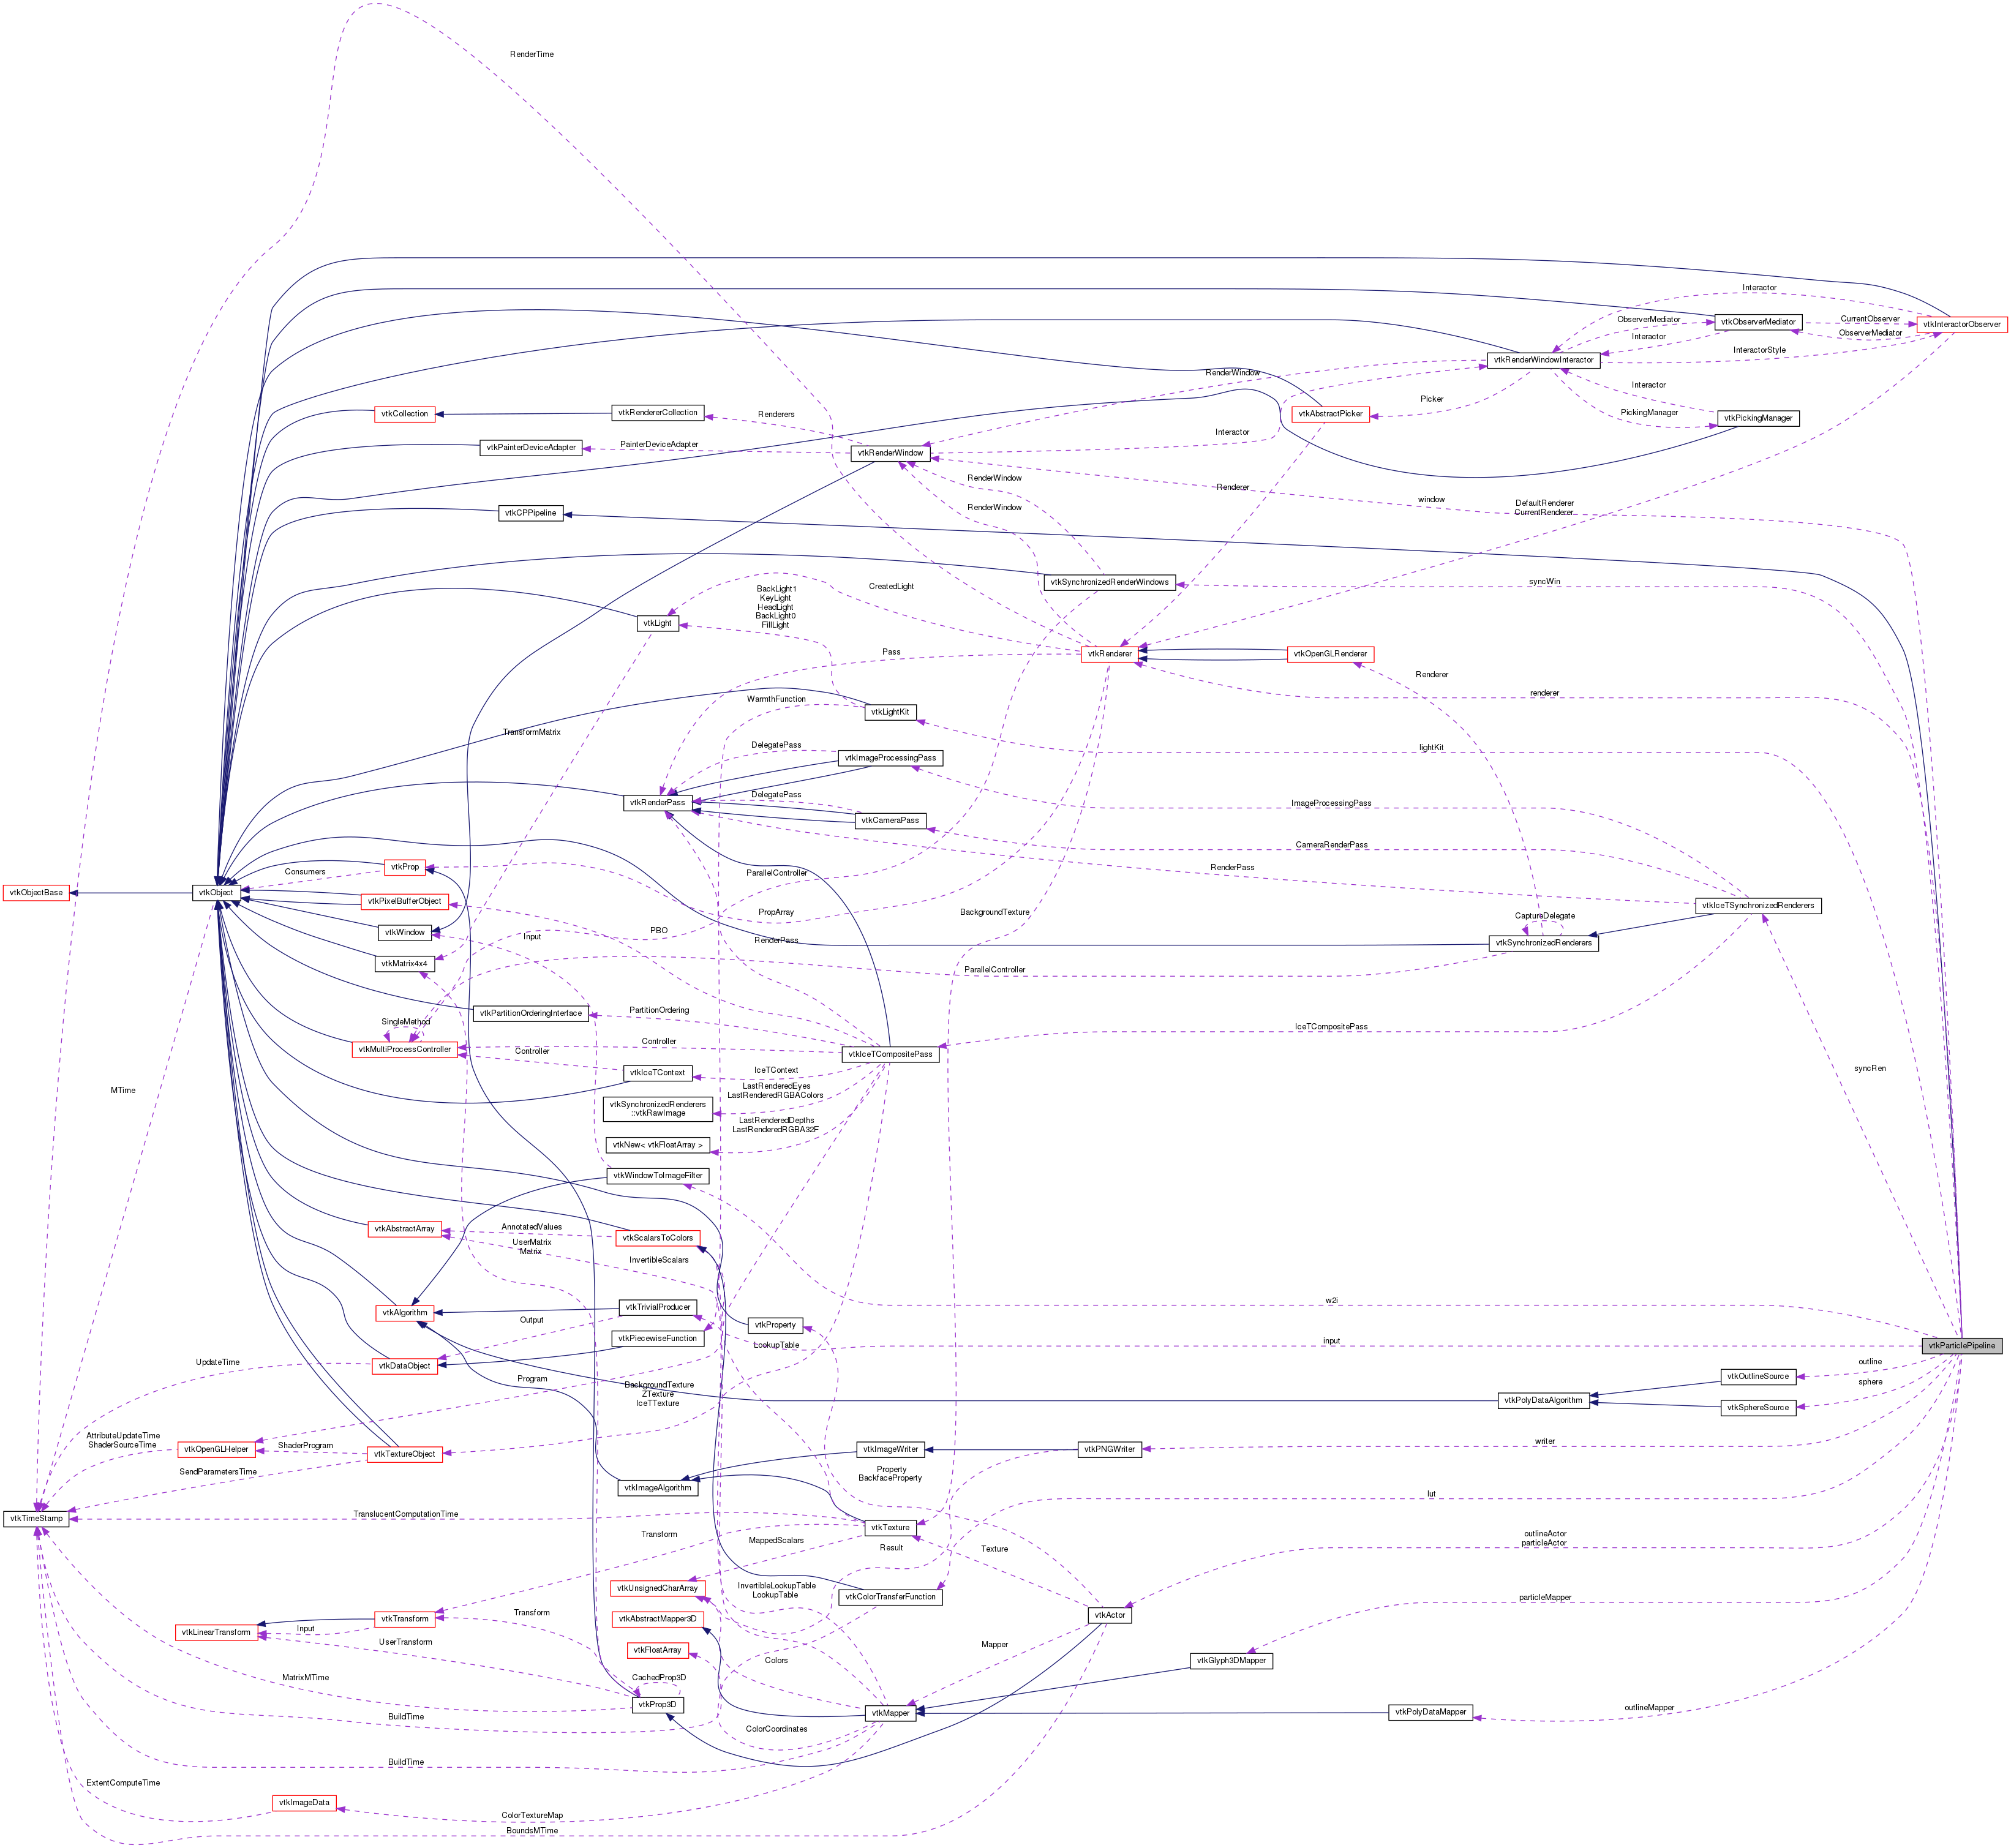 RenderTime
Interactor
ObserverMediator
vtkObserverMediator
CurrentObserver
vtkInteractorObserver
ObserverMediator
Interactor
InteractorStyle
vtkRenderWindowInteractor
RenderWindow
Interactor
Picker
PickingManager
vtkCollection
vtkRendererCollection
Renderers
vtkAbstractPicker
vtkPickingManager
vtkPainterDeviceAdapter
PainterDeviceAdapter
vtkRenderWindow
Interactor
RenderWindow
Renderer
window
DefaultRenderer
CurrentRenderer
RenderWindow
vtkCPPipeline
vtkSynchronizedRenderWindows
syncWin
CreatedLight
BackLight1
KeyLight
HeadLight
BackLight0
FillLight
vtkLight
Pass
vtkRenderer
vtkOpenGLRenderer
Renderer
renderer
WarmthFunction
vtkLightKit
TransformMatrix
DelegatePass
vtkImageProcessingPass
lightKit
vtkRenderPass
DelegatePass
vtkCameraPass
ImageProcessingPass
CameraRenderPass
vtkProp
Consumers
ParallelController
RenderPass
vtkObjectBase
vtkObject
vtkPixelBufferObject
vtkIceTSynchronizedRenderers
PropArray
BackgroundTexture
CaptureDelegate
vtkWindow
Input
PBO
RenderPass
vtkSynchronizedRenderers
vtkMatrix4x4
ParallelController
vtkPartitionOrderingInterface
PartitionOrdering
SingleMethod
vtkMultiProcessController
Controller
Controller
vtkIceTCompositePass
IceTCompositePass
vtkIceTContext
IceTContext
syncRen
MTime
LastRenderedEyes
LastRenderedRGBAColors
vtkSynchronizedRenderers
::vtkRawImage
LastRenderedDepths
LastRenderedRGBA32F
vtkNew< vtkFloatArray >
vtkWindowToImageFilter
vtkAbstractArray
AnnotatedValues
vtkScalarsToColors
UserMatrix
Matrix
InvertibleScalars
w2i
vtkAlgorithm
vtkTrivialProducer
Output
vtkProperty
LookupTable
input
vtkParticlePipeline
vtkPiecewiseFunction
UpdateTime
vtkDataObject
outline
vtkOutlineSource
Program
BackgroundTexture
ZTexture
IceTTexture
sphere
vtkPolyDataAlgorithm
vtkSphereSource
AttributeUpdateTime
ShaderSourceTime
vtkOpenGLHelper
ShaderProgram
vtkTextureObject
vtkImageWriter
vtkPNGWriter
writer
SendParametersTime
Property
BackfaceProperty
vtkImageAlgorithm
lut
vtkTimeStamp
TranslucentComputationTime
vtkTexture
Transform
MappedScalars
Result
Texture
outlineActor
particleActor
vtkUnsignedCharArray
InvertibleLookupTable
LookupTable
vtkColorTransferFunction
particleMapper
vtkTransform
Transform
vtkAbstractMapper3D
vtkActor
vtkLinearTransform
Input
UserTransform
vtkFloatArray
Colors
Mapper
vtkGlyph3DMapper
MatrixMTime
CachedProp3D
vtkProp3D
BuildTime
vtkMapper
vtkPolyDataMapper
outlineMapper
ColorCoordinates
BuildTime
ExtentComputeTime
vtkImageData
ColorTextureMap
BoundsMTime